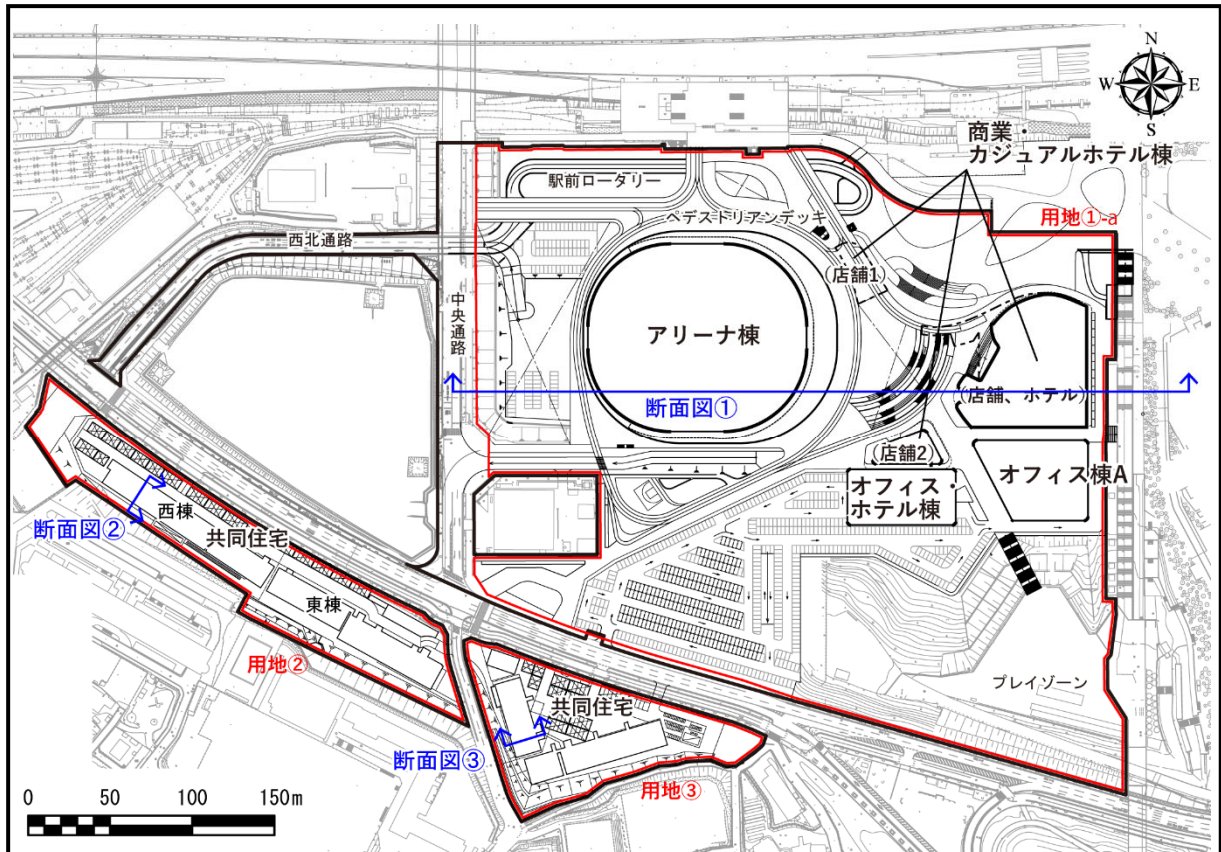 N
W
E
S
商業・
カジュアルホテル棟
駅前ロータリー
ペデストリアンデッキ
用地①-a
西北通路
(店舗1)
中央通路
アリーナ棟
断面図①
(店舗、ホテル)
(店舗2)
オフィス・
ホテル棟
オフィス棟A
西棟
断面図②
共同住宅
東棟
用地②
プレイゾーン
共同住宅
断面図③
用地③
0 50 100 150m